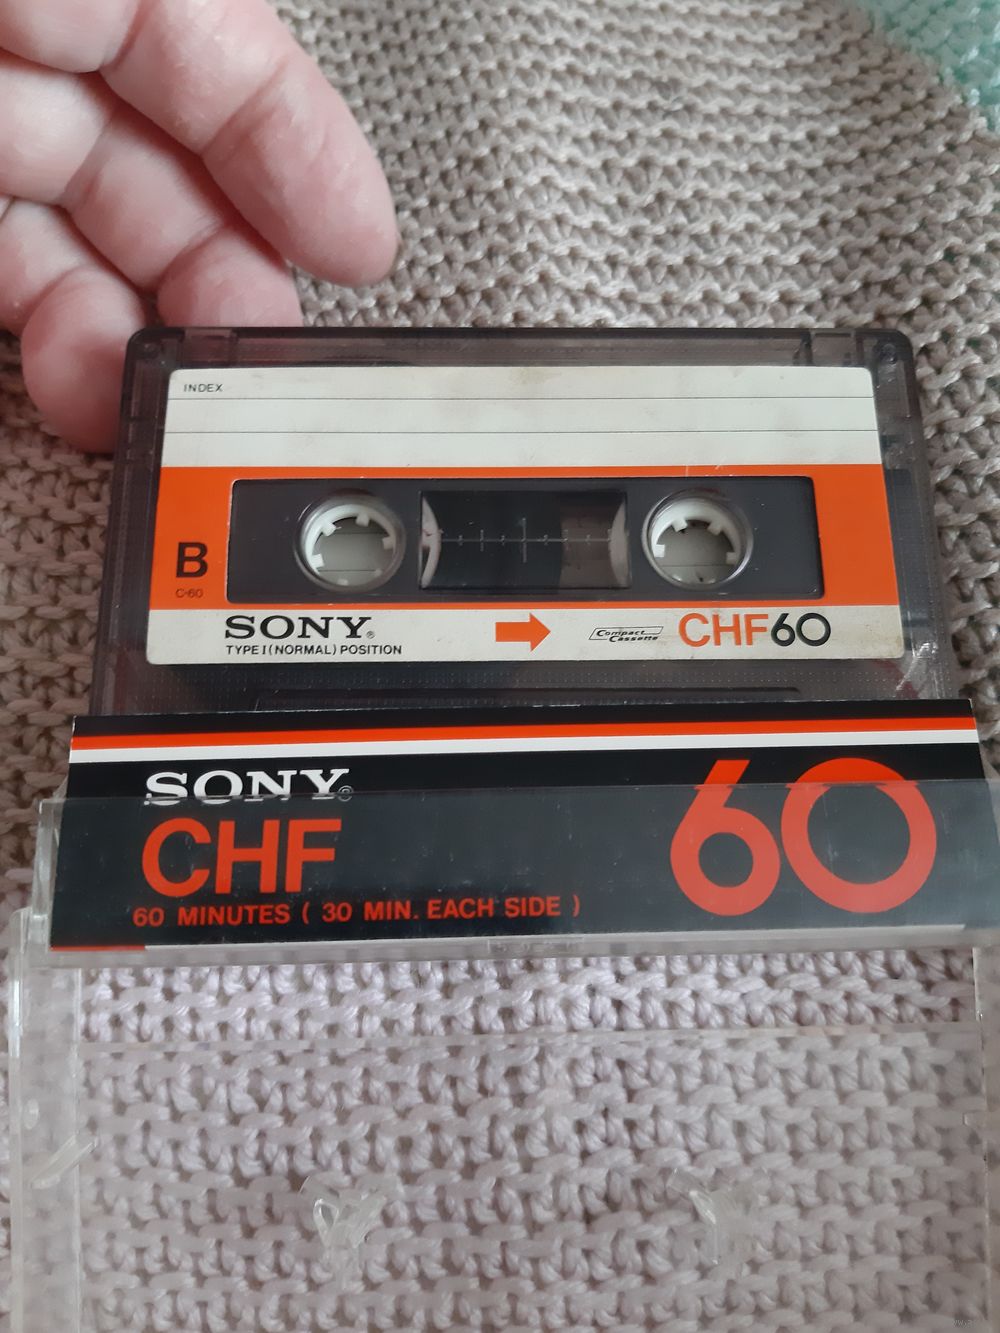 INDEX
B
C-60
SONY®
TYPE I (NORMAL) POSITION
Compact Cassette
CHF60
SONY®
CHF
60
60 MINUTES ( 30 MIN. EACH SIDE )